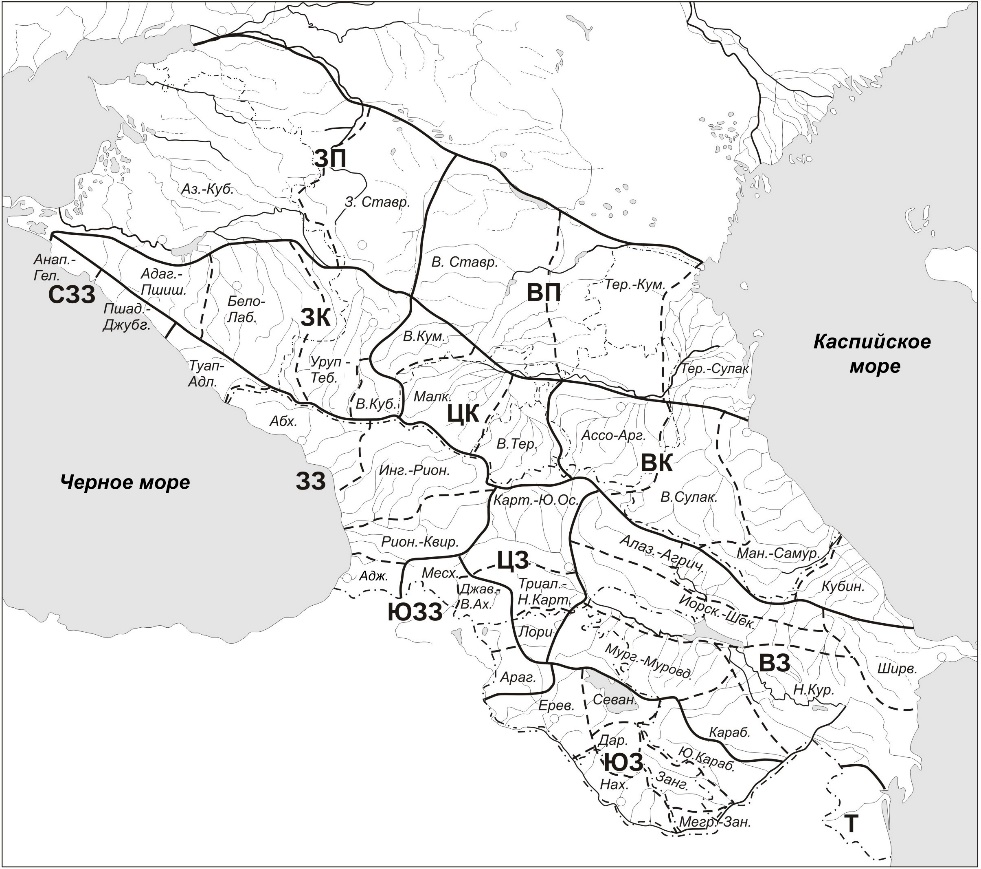 ЗП
Аз.-Куб.
З. Ставр.
Анап.-
Гел.
СЗЗ
Адаг.-
Пшиш.
Пшад.-
Джубг.
Бело-
Лаб.
ЗК
В. Ставр.
ВП
Тер.-Кум.
Туап-
Адл.
Уруп -
Теб.
В.Кум.
Тер.-Сулак
Каспийское
море
В.Куб.
Малк.
ЦК
Абх.
В.Тер.
Ассо-Арг.
ВК
Черное море
ЗЗ
Инг.-Рион.
В.Сулак.
Карт.-Ю.Ос.
Рион.-Квир.
Алаз.-Агрич.
Ман.-Самур.
ЦЗ
Адж.
Месх.
Джав.-
В.Ах.
Триал.-
Н.Карт.
Кубин.
ЮЗЗ
Иорск.-Шек.
Лори
Мург.-Муровд.
ВЗ
Ширв.
Араг.
Н.Кур.
Ерев.
Севан.
Караб.
Дар.
ЮЗ
Ю.Караб.
Нах.
Занг.
Мегр.-Зан.
Т